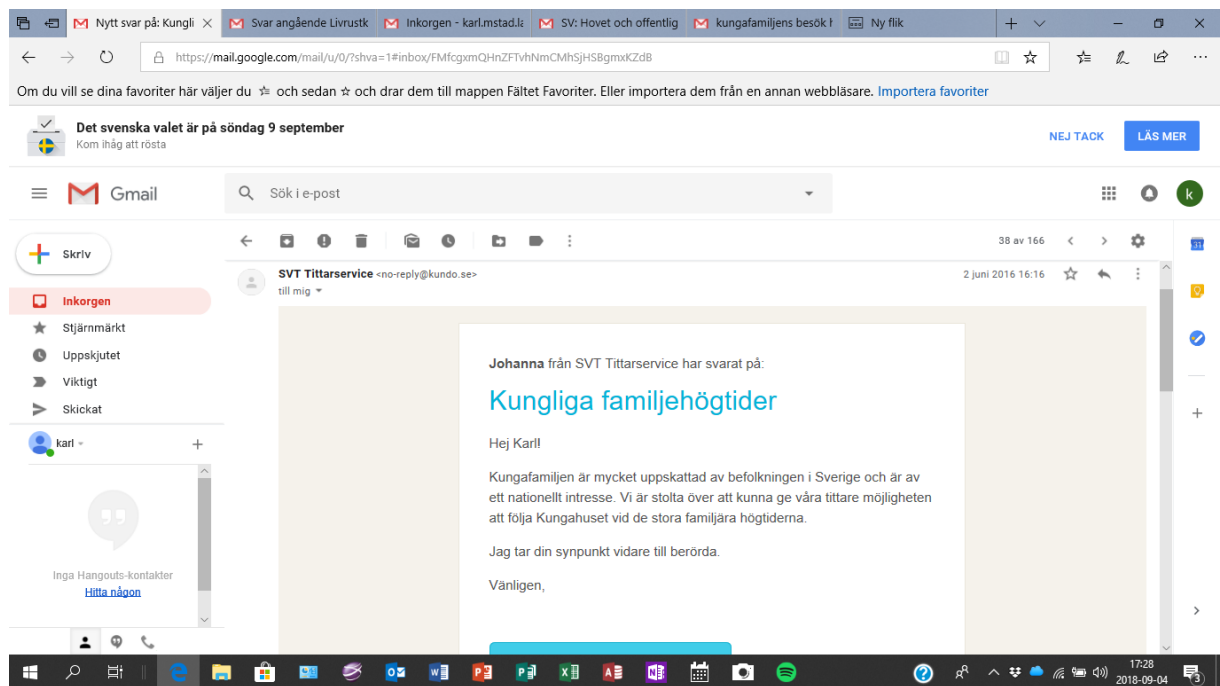 Nytt svar på: Kungli
Svar angående Livrustk
Inkorgen - karl.mstad.la
SV: Hovet och offentlig
kungafamiljens besök h
Ny flik
https://mail.google.com/mail/u/0/?shva=1#inbox/FMfcgxmQHnZFTvhNmCMhSjHSBgmxKZdB
Om du vill se dina favoriter här väljer du och sedan och drar dem till mappen Fältet Favoriter. Eller importera dem från en annan webbläsare. Importera favoriter
Det svenska valet är på söndag 9 september
Kom ihåg att rösta
NEJ TACK
LÄS MER
Gmail
Sök i e-post
k
Skriv
38 av 166
31
SVT Tittarservice <no-reply@kundo.se>
2 juni 2016 16:16
till mig
Inkorgen
Stjärnmärkt
Uppskjutet
Viktigt
Skickat
karl
Inga Hangouts-kontakter
Hitta någon
Johanna från SVT Tittarservice har svarat på:
Kungliga familjehögtider
Hej Karl!
Kungafamiljen är mycket uppskattad av befolkningen i Sverige och är av
ett nationellt intresse. Vi är stolta över att kunna ge våra tittare möjligheten
att följa Kungahuset vid de stora familjära högtiderna.
Jag tar din synpunkt vidare till berörda.
Vänligen,
17:28
2018-09-04
3